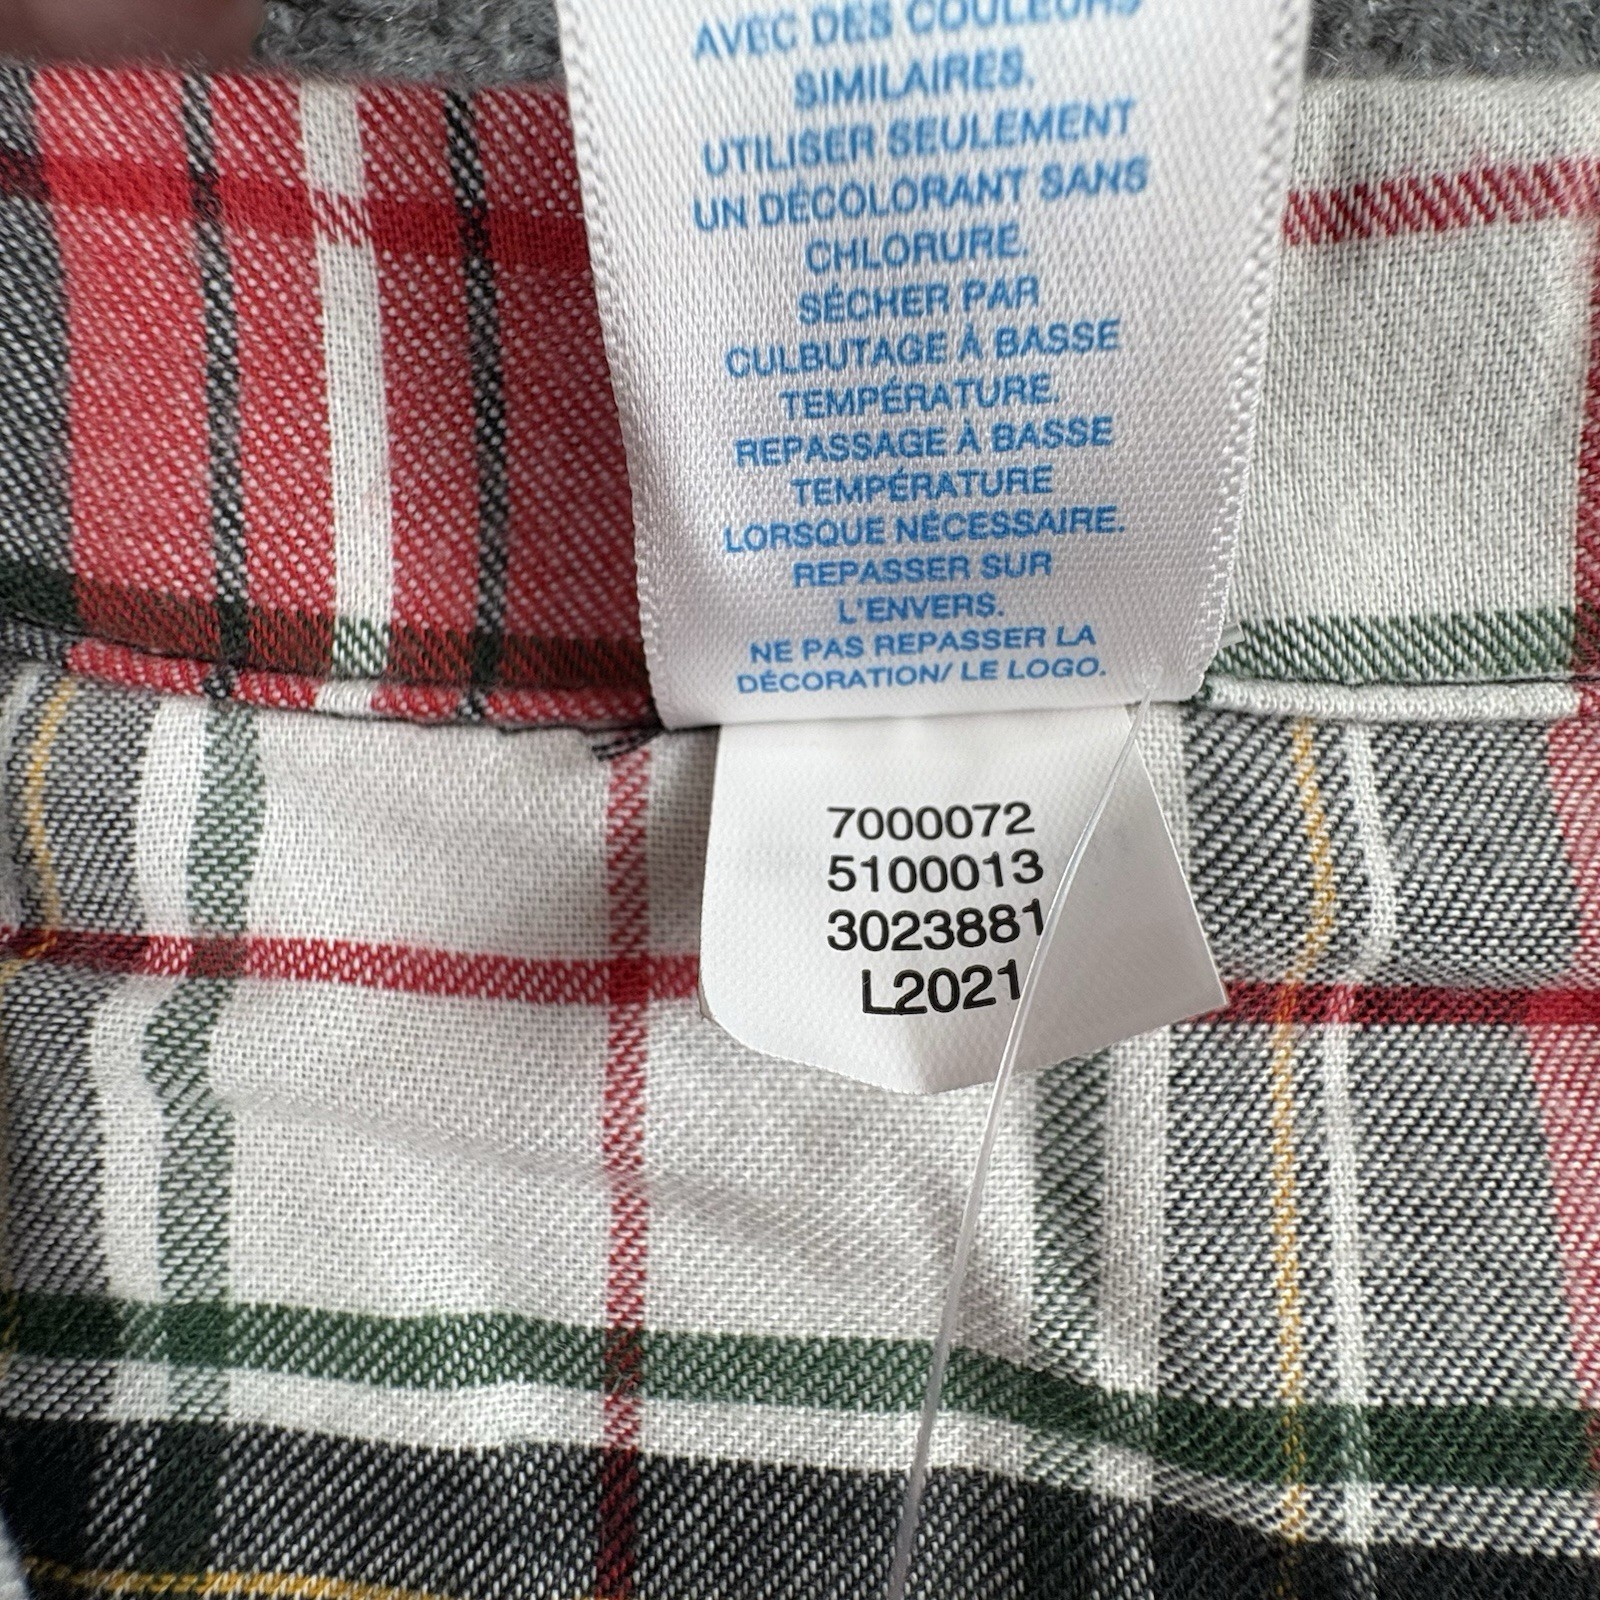 AVEC DES COULEURS
SIMILAIRES.
UTILISER SEULEMENT
UN DÉCOLORANT SANS
CHLORURE.
SÉCHER PAR
CULBUTAGE À BASSE
TEMPÉRATURE.
REPASSAGE À BASSE
TEMPÉRATURE
LORSQUE NÉCESSAIRE.
REPASSER SUR
L'ENVERS.
NE PAS REPASSER LA
DÉCORATION/ LE LOGO.
7000072
5100013
3023881
L2021